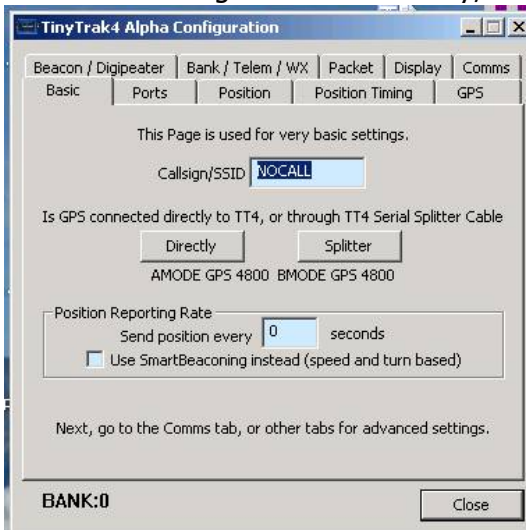 TinyTrak4 Alpha Configuration
Beacon / Digipeater Bank / Telem / WX Packet Display Comms
Basic Ports Position Position Timing GPS
This Page is used for very basic settings.
Callsign/SSID NOCALL
Is GPS connected directly to TT4, or through TT4 Serial Splitter Cable
Directly Splitter
AMODE GPS 4800 BMODE GPS 4800
Position Reporting Rate
Send position every 0 seconds
Use SmartBeaconing instead (speed and turn based)
Next, go to the Comms tab, or other tabs for advanced settings.
BANK:0 Close